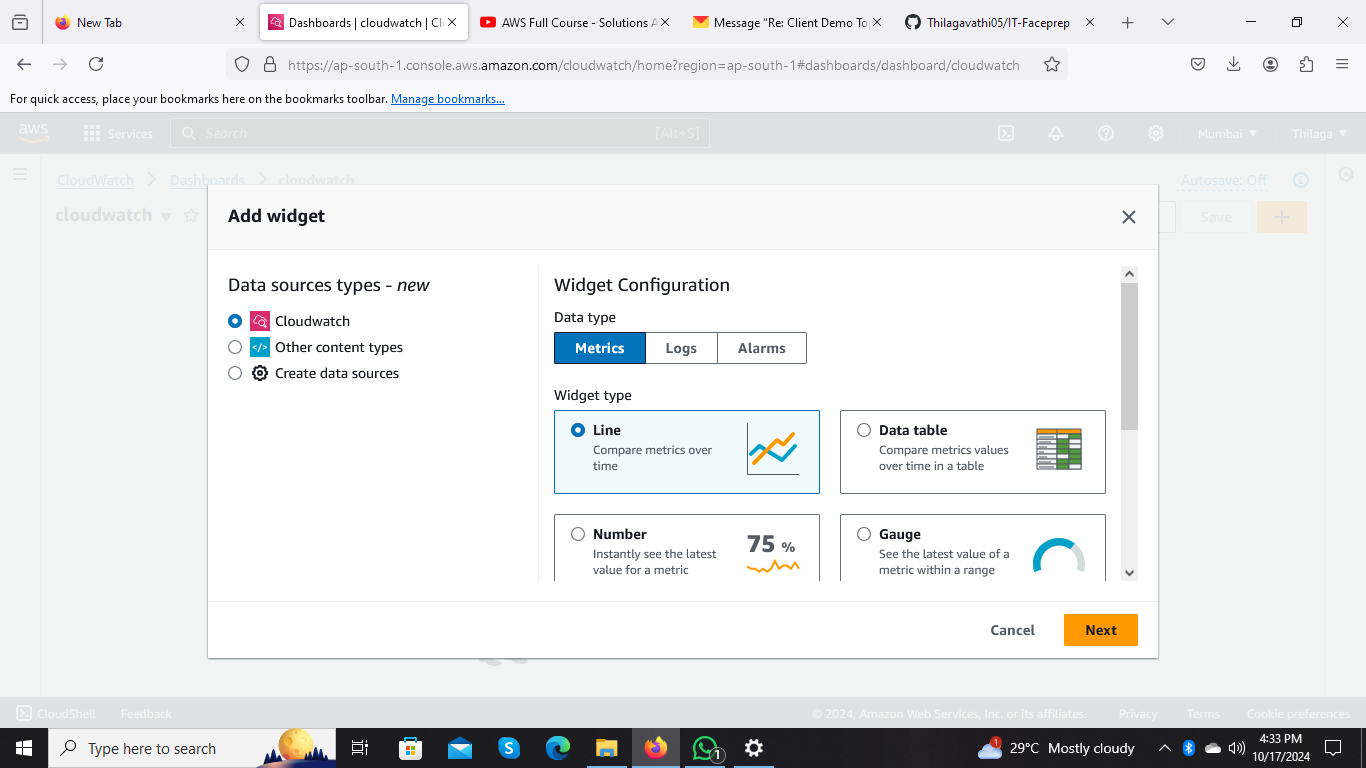 New Tab
Dashboards | cloudwatch | Clo
AWS Full Course - Solutions A
Message "Re: Client Demo Top
Thilagavathi05/IT-Faceprep
https://ap-south-1.console.aws.amazon.com/cloudwatch/home?region=ap-south-1#dashboards/dashboard/cloudwatch
For quick access, place your bookmarks here on the bookmarks toolbar. Manage bookmarks...
aws
Services
Search
[Alt+S]
Mumbai
Thilaga
CloudWatch
Dashboards
cloudwatch
Autosave: Off
cloudwatch
Save
Add widget
Data sources types - new
Cloudwatch
Other content types
Create data sources
Widget Configuration
Data type
Metrics
Logs
Alarms
Widget type
Line
Compare metrics over
time
Data table
Compare metrics values
over time in a table
Number
Instantly see the latest
value for a metric
75 %
Gauge
See the latest value of a
metric within a range
Cancel
Next
CloudShell
Feedback
© 2024, Amazon Web Services, Inc. or its affiliates.
Privacy
Terms
Cookie preferences
Type here to search
1
1
29°C Mostly cloudy
4:33 PM
10/17/2024